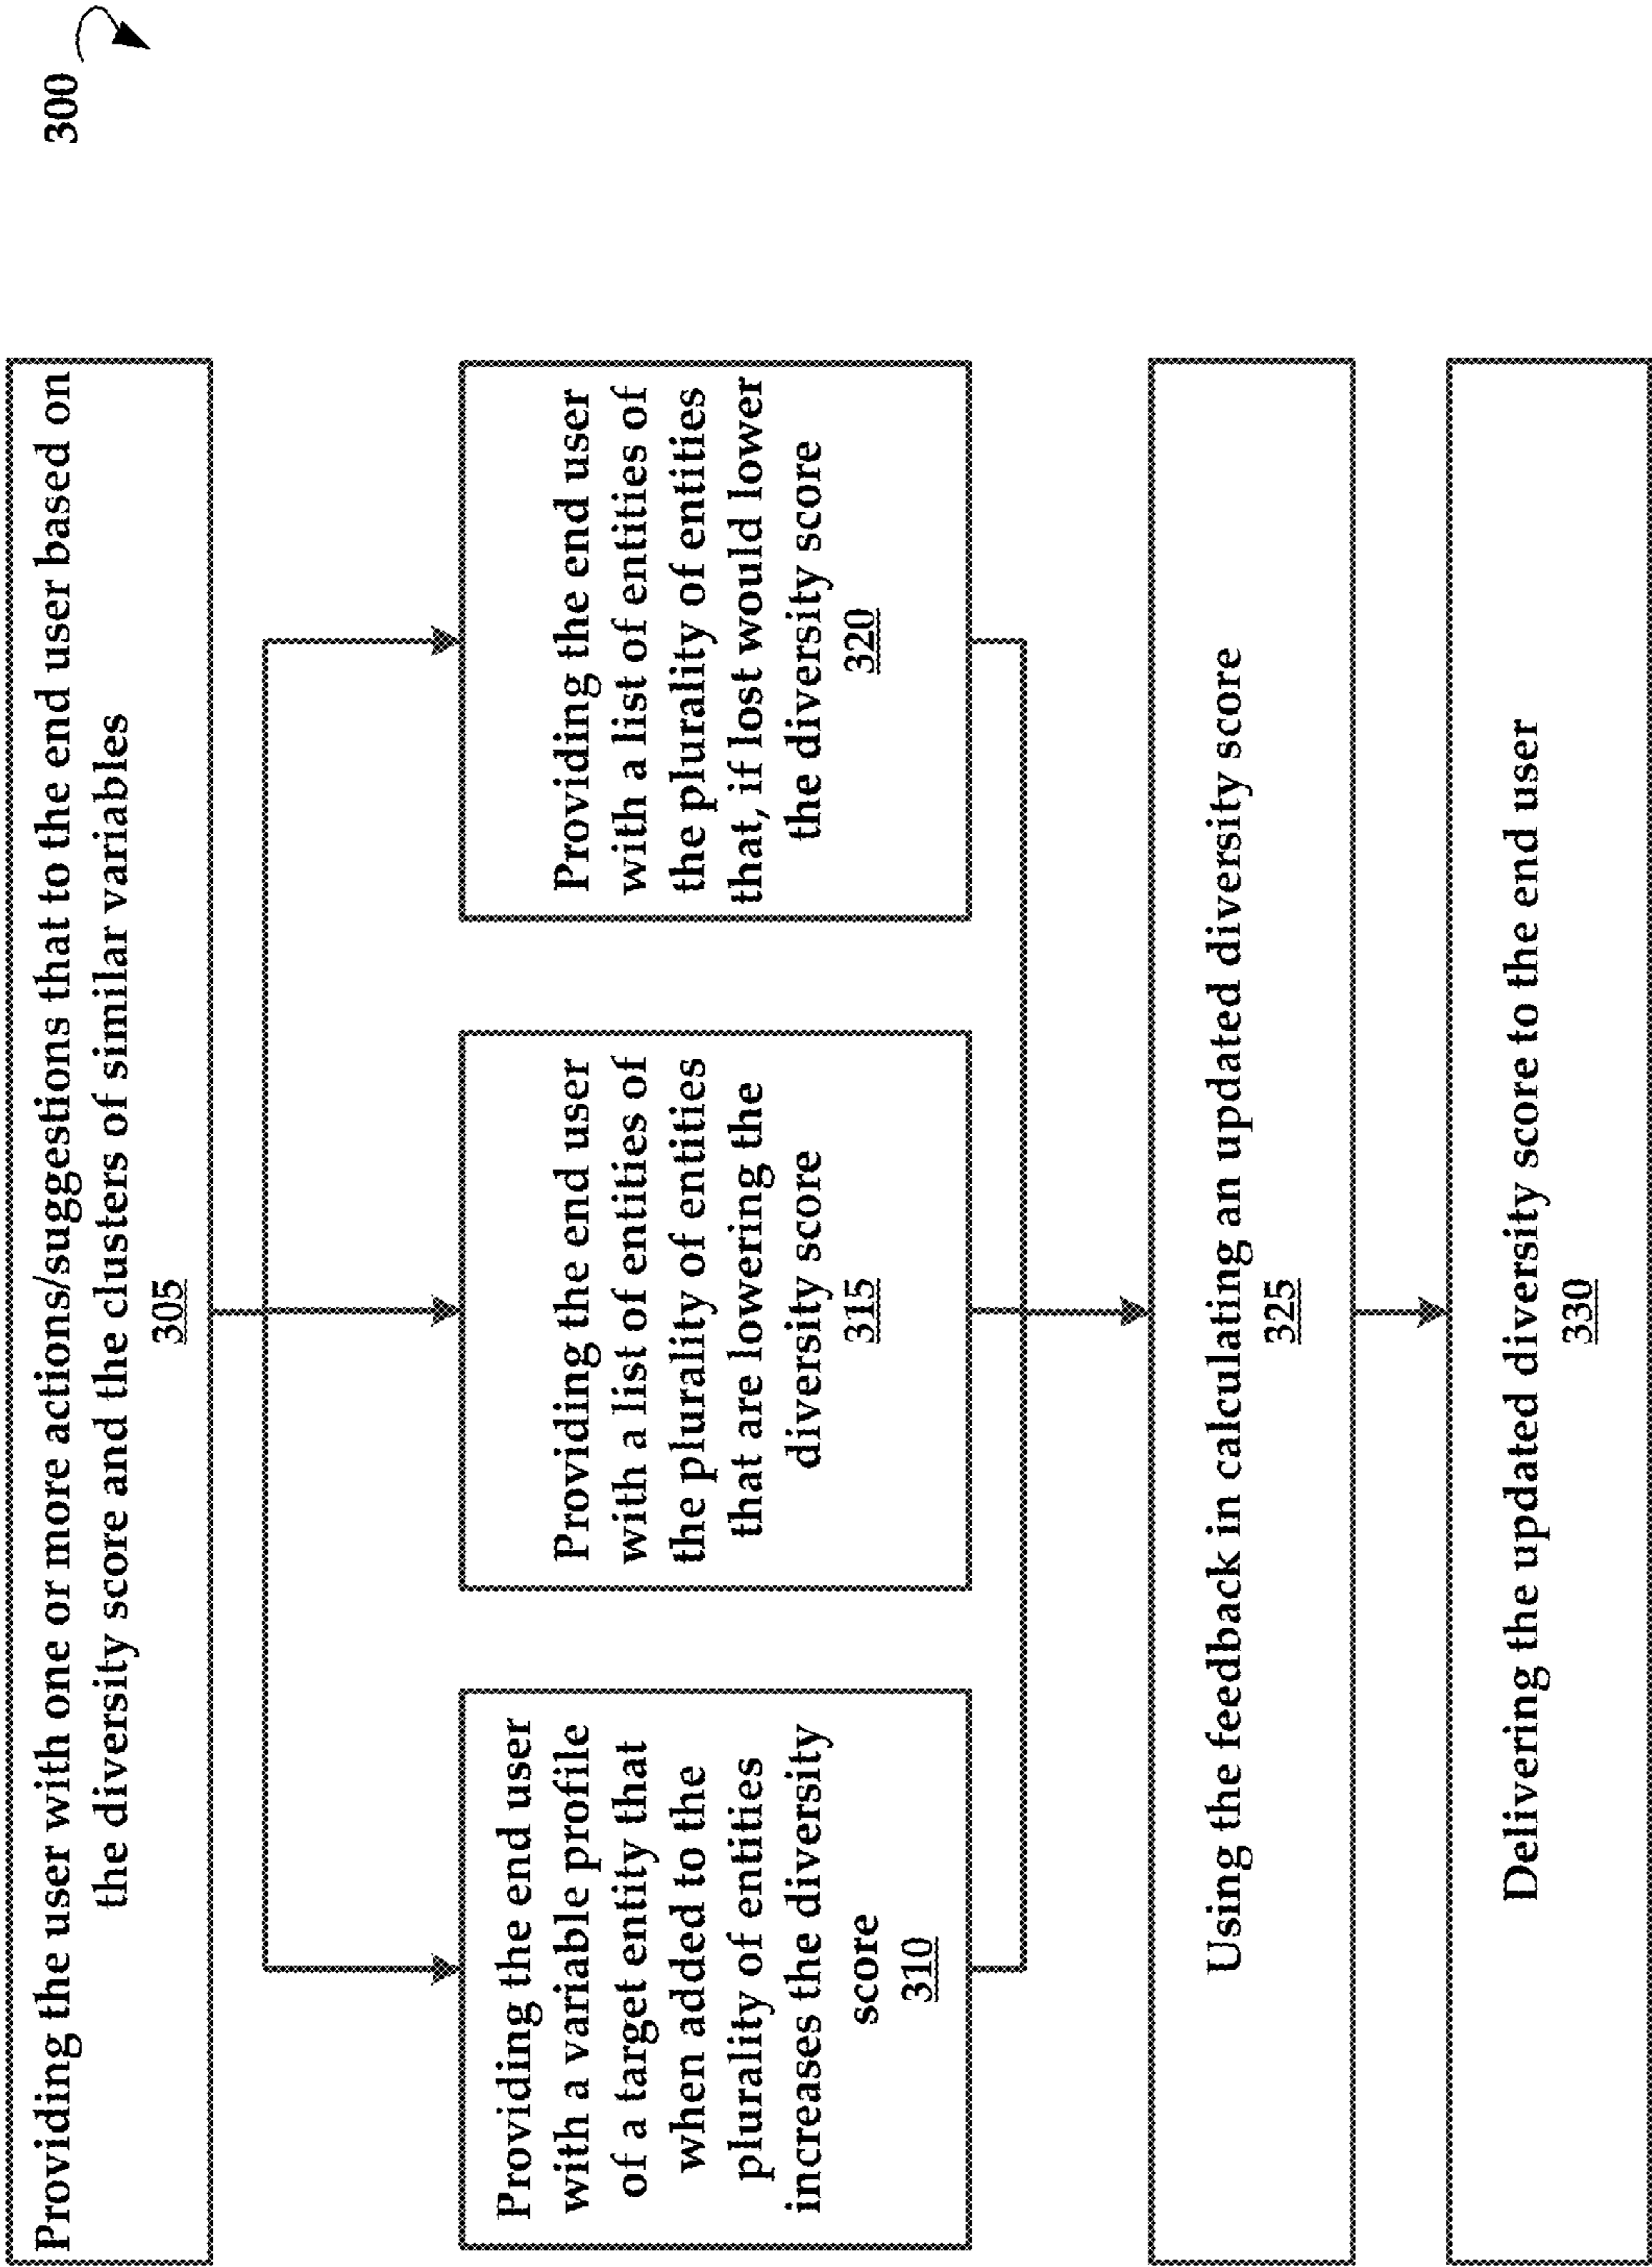 300
Providing the user with one or more actions/suggestions that to the end user based on
the diversity score and the clusters of similar variables
305
Providing the end user
with a variable profile
of a target entity that
when added to the
plurality of entities
increases the diversity
score
310
Providing the end user
with a list of entities of
the plurality of entities
that are lowering the
diversity score
315
Providing the end user
with a list of entities of
the plurality of entities
that, if lost would lower
the diversity score
320
Using the feedback in calculating an updated diversity score
325
Delivering the updated diversity score to the end user
330